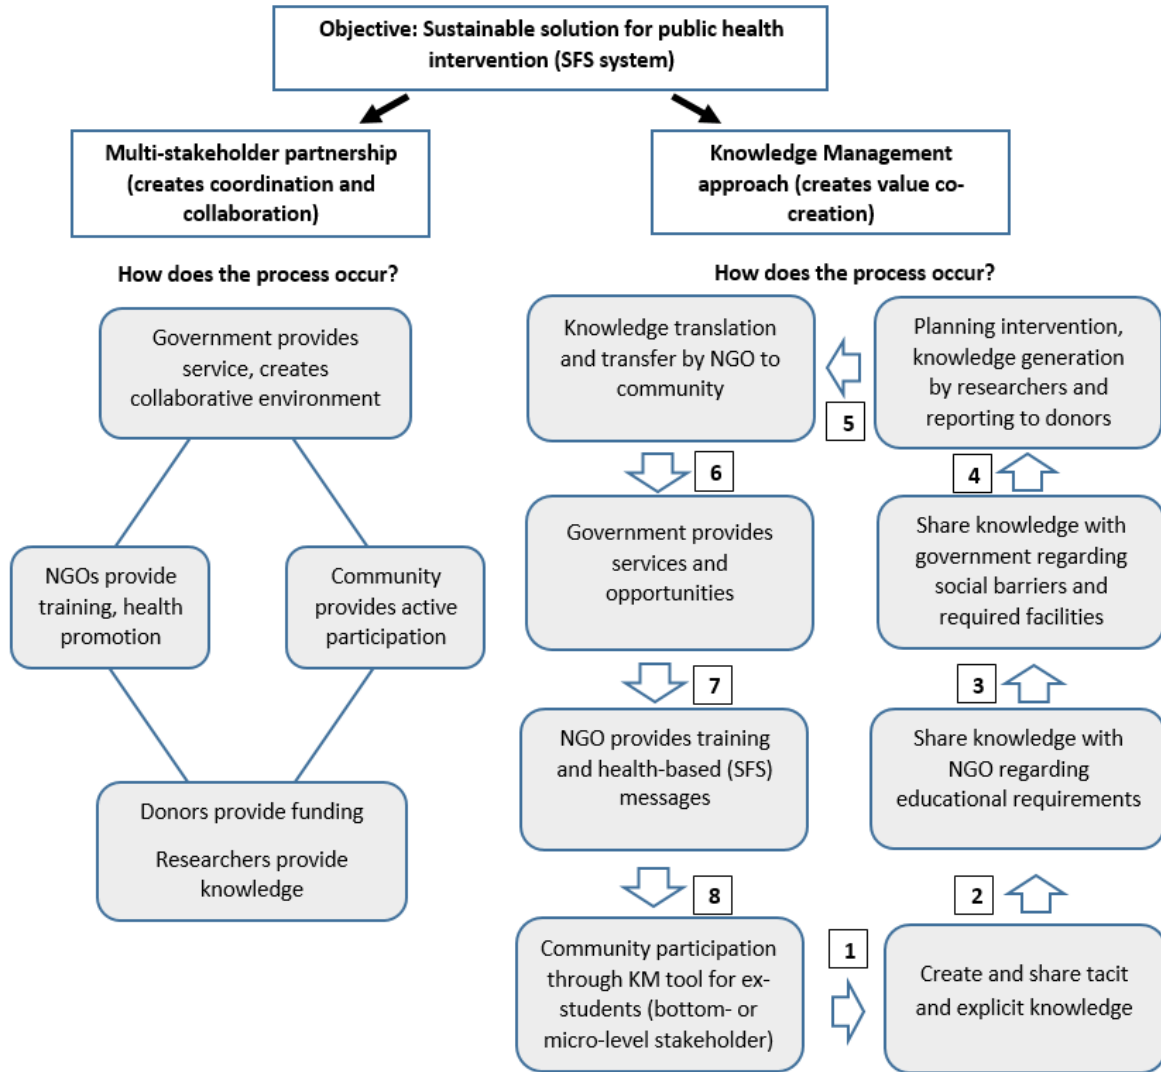 Objective: Sustainable solution for public health
intervention (SFS system)
Multi-stakeholder partnership
(creates coordination and
collaboration)
Knowledge Management
approach (creates value co-
creation)
How does the process occur?
Government provides
service, creates
collaborative environment
NGOs provide
training, health
promotion
Community
provides active
participation
Donors provide funding
Researchers provide
knowledge
How does the process occur?
Knowledge translation
and transfer by NGO to
community
5
Planning intervention,
knowledge generation
by researchers and
reporting to donors
6
4
Government provides
services and
opportunities
Share knowledge with
government regarding
social barriers and
required facilities
7
3
NGO provides training
and health-based (SFS)
messages
Share knowledge with
NGO regarding
educational requirements
8
2
Community participation
through KM tool for ex-
students (bottom- or
micro-level stakeholder)
1
Create and share tacit
and explicit knowledge